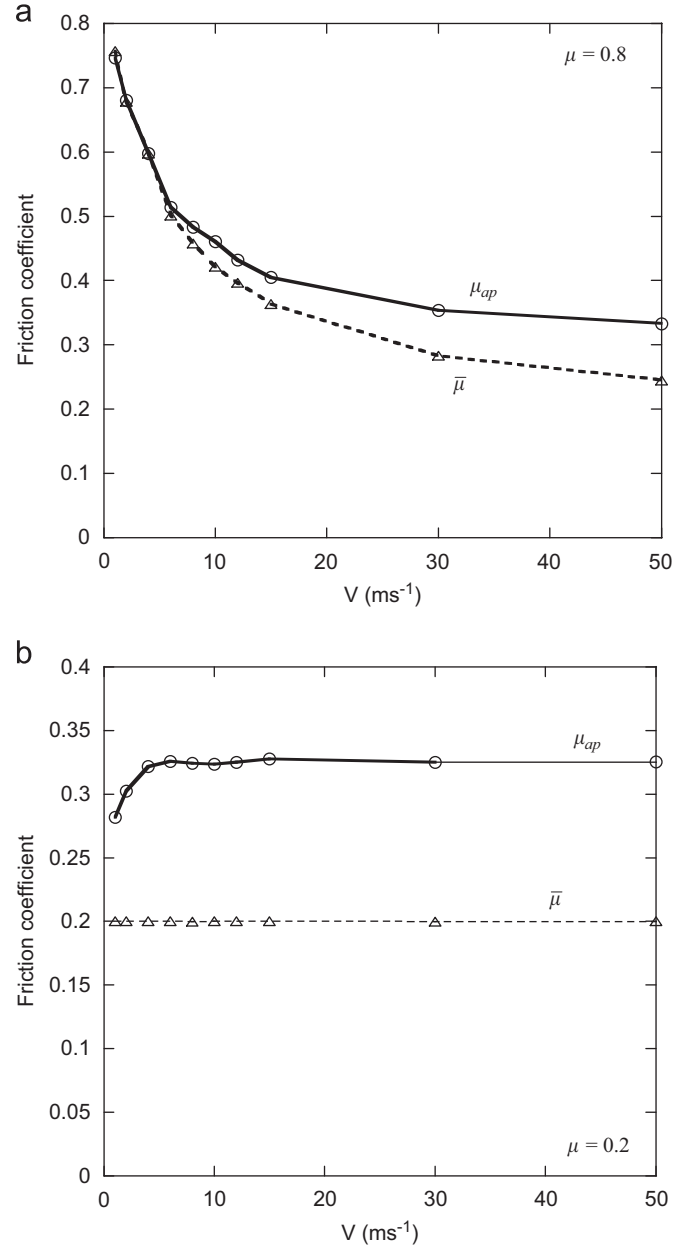 a
0.8
μ = 0.8
0.7
0.6
0.5
Friction coefficient
0.4
μap
0.3
μ̄
0.2
0.1
0
0 10 20 30 40 50
V (ms-1)
b
0.4
0.35
μap
0.3
0.25
Friction coefficient
μ̄
0.2
0.15
0.1
0.05
μ = 0.2
0
0 10 20 30 40 50
V (ms-1)